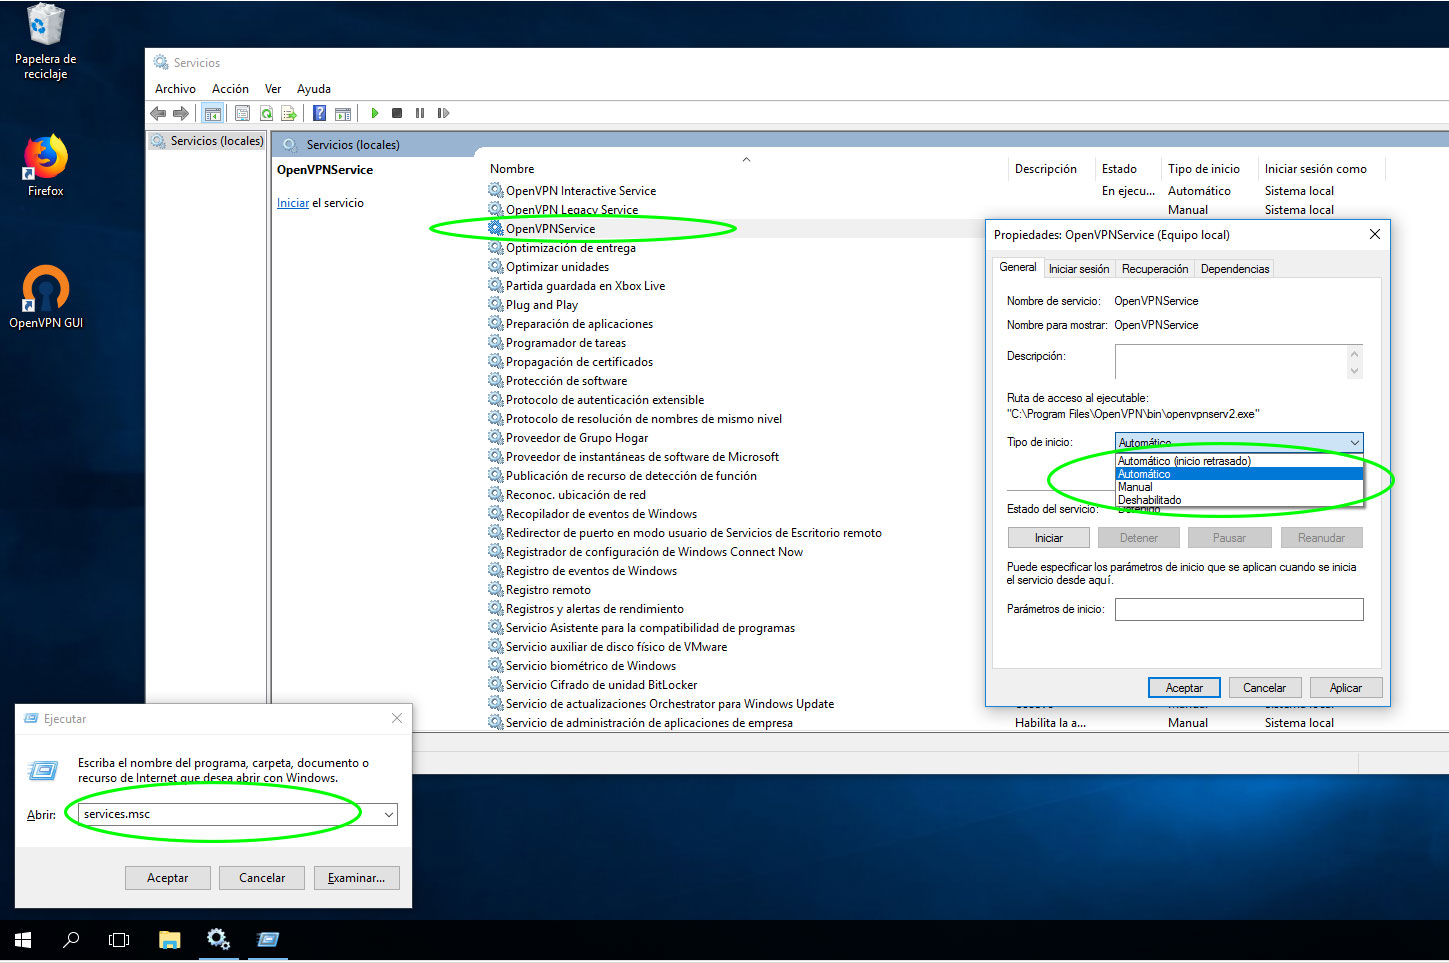 Papelera de
reciclaje
Firefox
OpenVPN GUI
Servicios
Archivo Acción Ver Ayuda
Servicios (locales)
Servicios (locales)
OpenVPNService
Iniciar el servicio
Nombre Descripción Estado Tipo de inicio Iniciar sesión como
OpenVPN Interactive Service En ejecu... Automático Sistema local
OpenVPN Legacy Service Manual Sistema local
OpenVPNService
Optimización de entrega
Optimizar unidades
Partida guardada en Xbox Live
Plug and Play
Preparación de aplicaciones
Programador de tareas
Propagación de certificados
Protección de software
Protocolo de autenticación extensible
Protocolo de resolución de nombres de mismo nivel
Proveedor de Grupo Hogar
Proveedor de instantáneas de software de Microsoft
Publicación de recurso de detección de función
Reconoc. ubicación de red
Recopilador de eventos de Windows
Redirector de puerto en modo usuario de Servicios de Escritorio remoto
Registrador de configuración de Windows Connect Now
Registro de eventos de Windows
Registro remoto
Registros y alertas de rendimiento
Servicio Asistente para la compatibilidad de programas
Servicio auxiliar de disco físico de VMware
Servicio biométrico de Windows
Servicio Cifrado de unidad BitLocker
Servicio de actualizaciones Orchestrator para Windows Update
Servicio de administración de aplicaciones de empresa Habilita la a... Manual Sistema local
Propiedades: OpenVPNService (Equipo local)
General Iniciar sesión Recuperación Dependencias
Nombre de servicio: OpenVPNService
Nombre para mostrar: OpenVPNService
Descripción:
Ruta de acceso al ejecutable:
"C:\Program Files\OpenVPN\bin\openvpnserv2.exe"
Tipo de inicio: Automático
Automático (inicio retrasado)
Automático
Manual
Deshabilitado
Estado del servicio: Detenido
Iniciar Detener Pausar Reanudar
Puede especificar los parámetros de inicio que se aplican cuando se inicia
el servicio desde aquí.
Parámetros de inicio:
Aceptar Cancelar Aplicar
Ejecutar
Escriba el nombre del programa, carpeta, documento o
recurso de Internet que desea abrir con Windows.
Abrir: services.msc
Aceptar Cancelar Examinar...